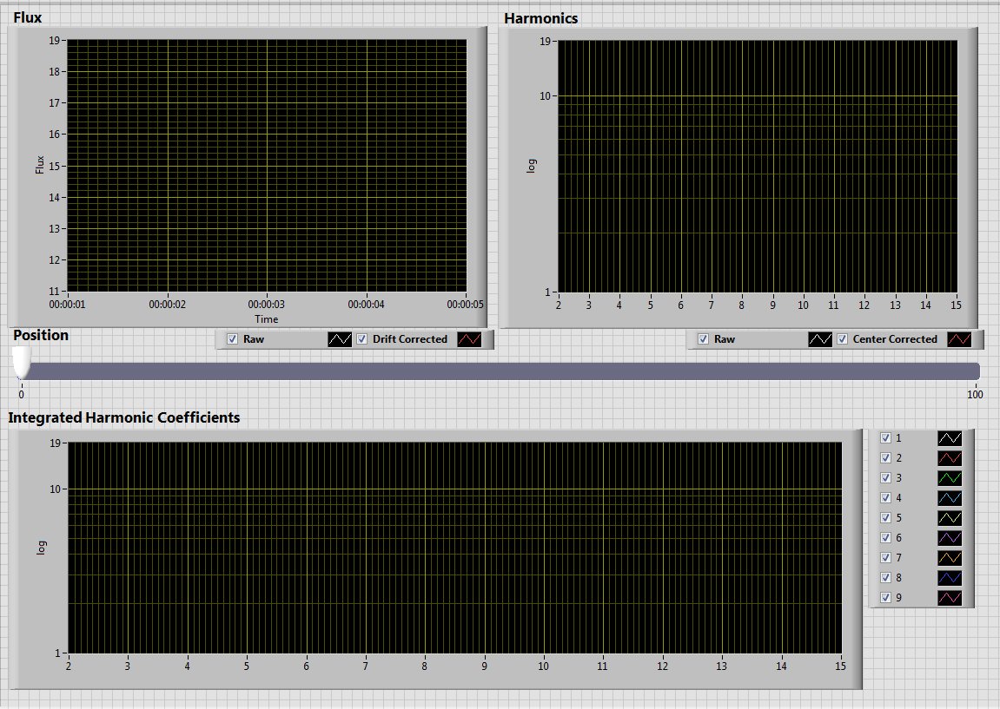 Flux
19
18
17
16
15
14
13
12
11
Flux
00:00:01 00:00:02 00:00:03 00:00:04 00:00:05
Time
Raw Drift Corrected
Harmonics
19
10
1
log
2 3 4 5 6 7 8 9 10 11 12 13 14 15
Raw Center Corrected
Position
0 100
Integrated Harmonic Coefficients
19
10
1
log
2 3 4 5 6 7 8 9 10 11 12 13 14 15
1
2
3
4
5
6
7
8
9